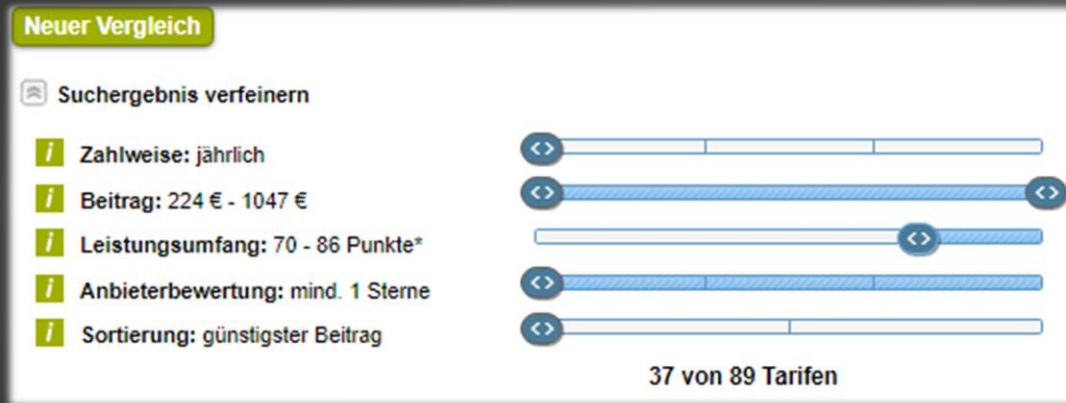 Neuer Vergleich
Suchergebnis verfeinern
i Zahlweise: jährlich
i Beitrag: 224 € - 1047 €
i Leistungsumfang: 70 - 86 Punkte*
i Anbieterbewertung: mind. 1 Sterne
i Sortierung: günstigster Beitrag
37 von 89 Tarifen